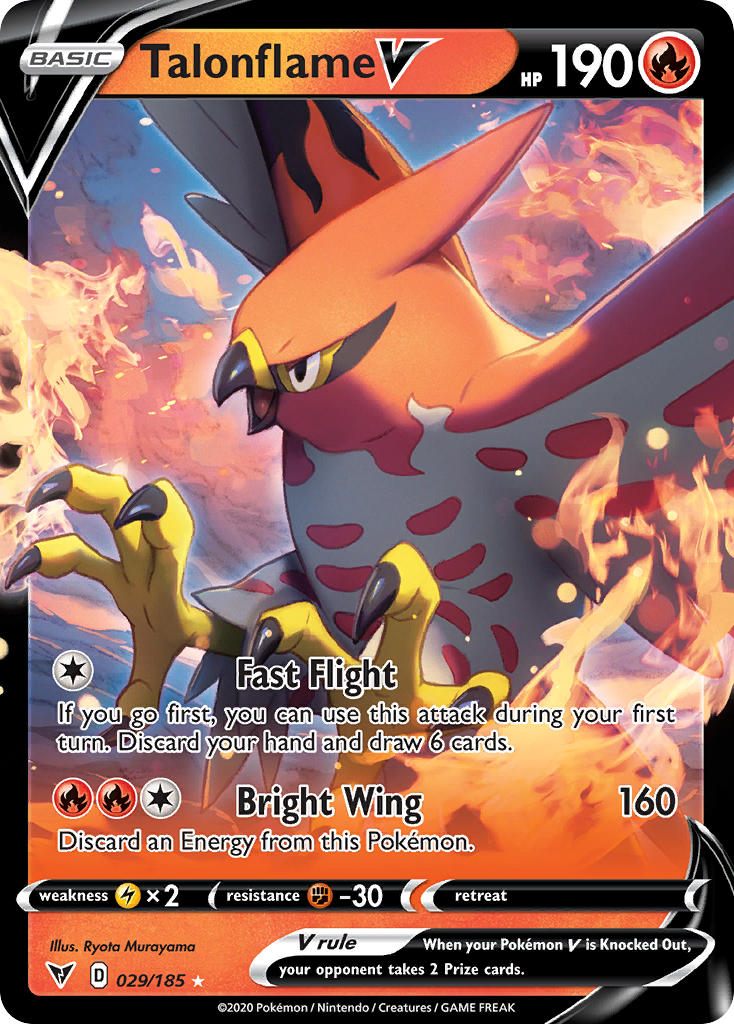 BASIC
Talonflame V
HP 190
Fast Flight
If you go first, you can use this attack during your first
turn. Discard your hand and draw 6 cards.
Bright Wing 160
Discard an Energy from this Pokémon.
weakness ×2 resistance -30 retreat
Illus. Ryota Murayama
V rule When your Pokémon V is Knocked Out,
your opponent takes 2 Prize cards.
D 029/185
©2020 Pokémon / Nintendo / Creatures / GAME FREAK